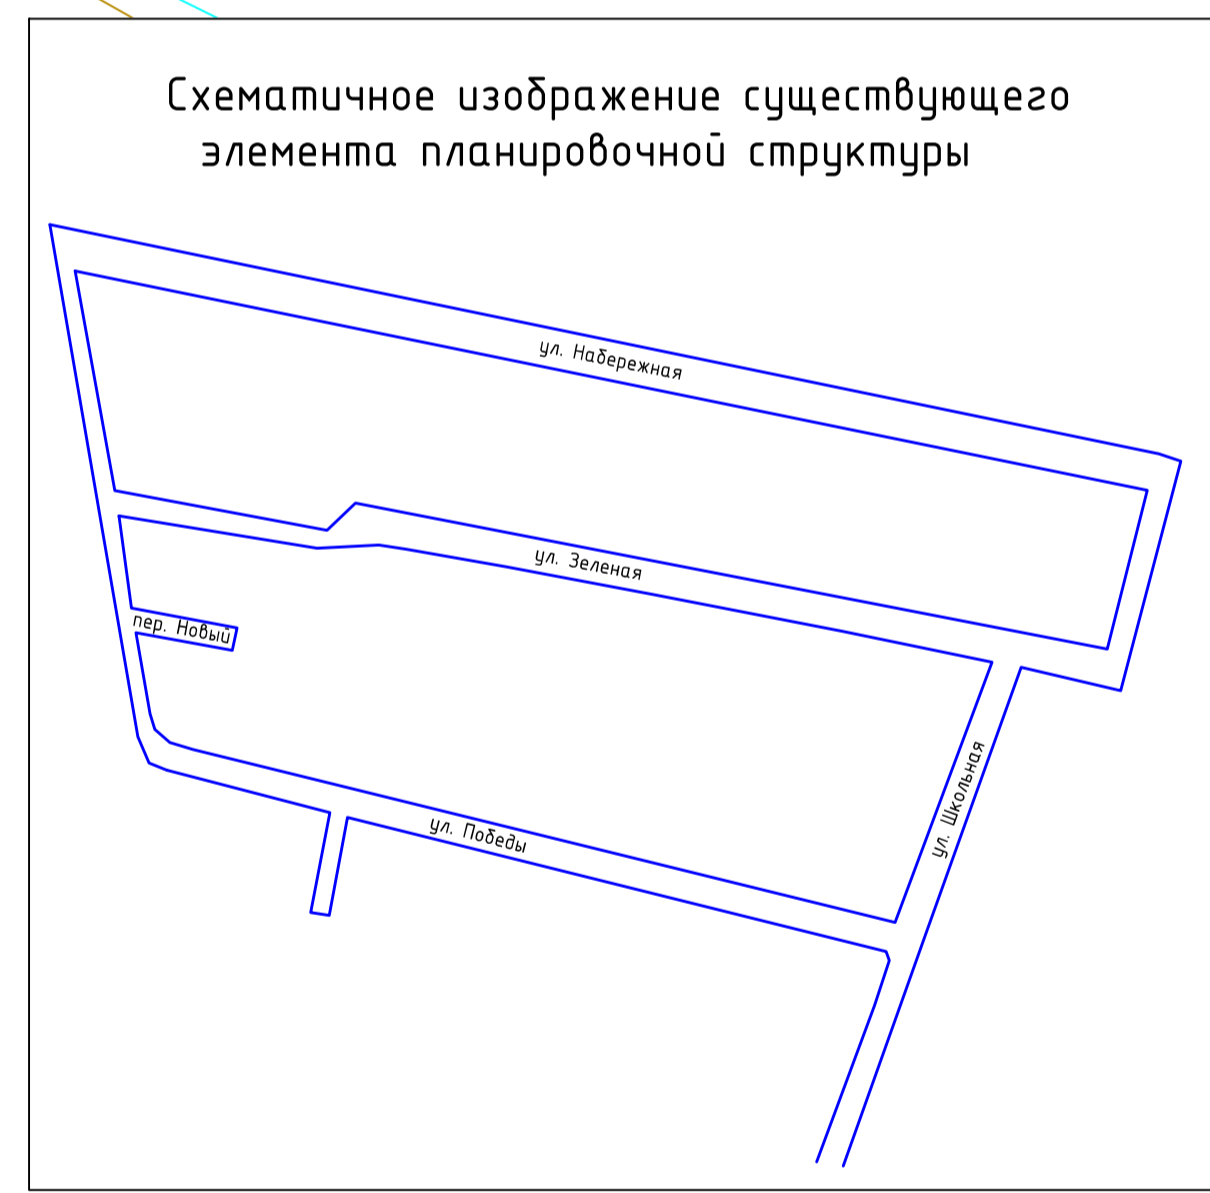 Схематичное изображение существующего
элемента планировочной структуры
ул. Набережная
ул. Зеленая
пер. Новый
ул. Школьная
ул. Победы